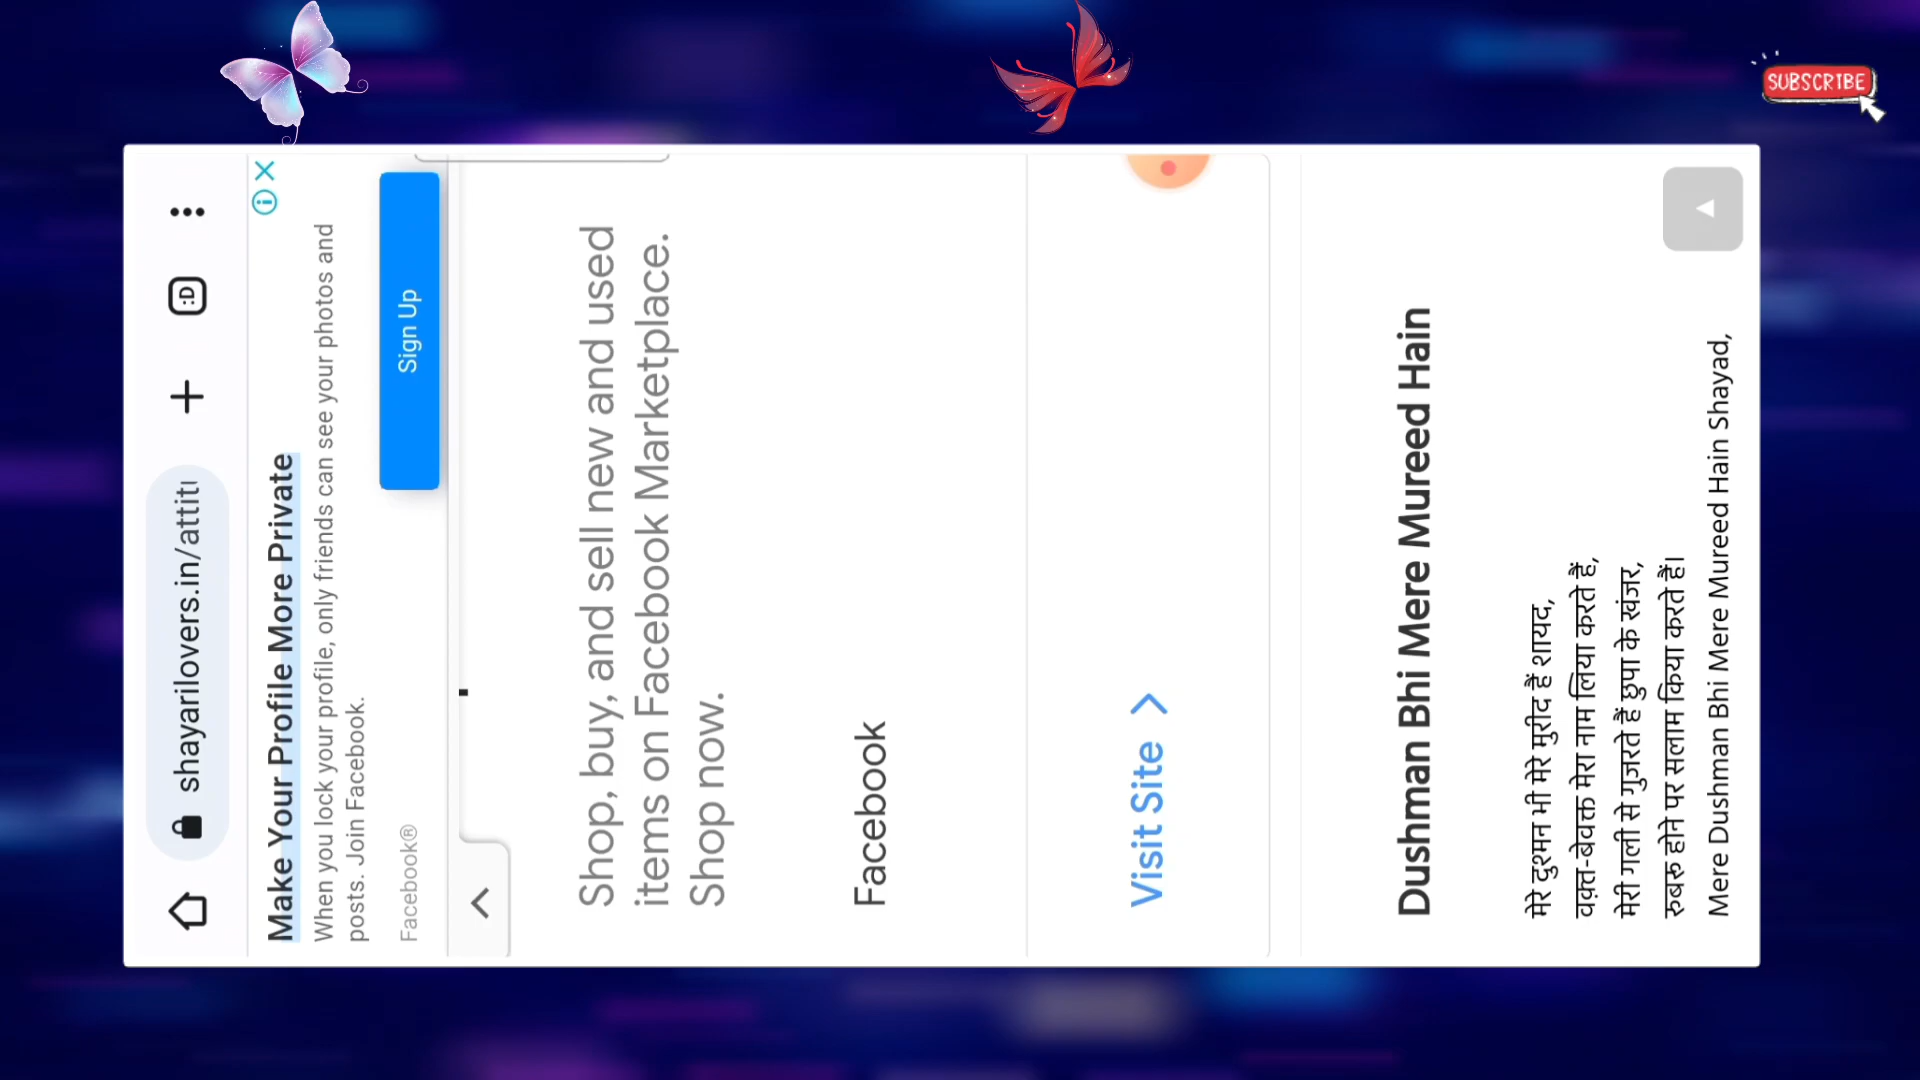 SUBSCRIBE
shayarilovers.in/attit
:D
Make Your Profile More Private
When you lock your profile, only friends can see your photos and
posts. Join Facebook.
Facebook®
Sign Up
Shop, buy, and sell new and used
items on Facebook Marketplace.
Shop now.
Facebook
Visit Site
Dushman Bhi Mere Mureed Hain
मेरे दुश्मन भी मेरे मुरीद हैं शायद,
वक़्त-बेवक्त मेरा नाम लिया करते हैं,
मेरी गली से गुजरते हैं छुपा के खंजर,
रुबरु होने पर सलाम किया करते हैं।
Mere Dushman Bhi Mere Mureed Hain Shayad,